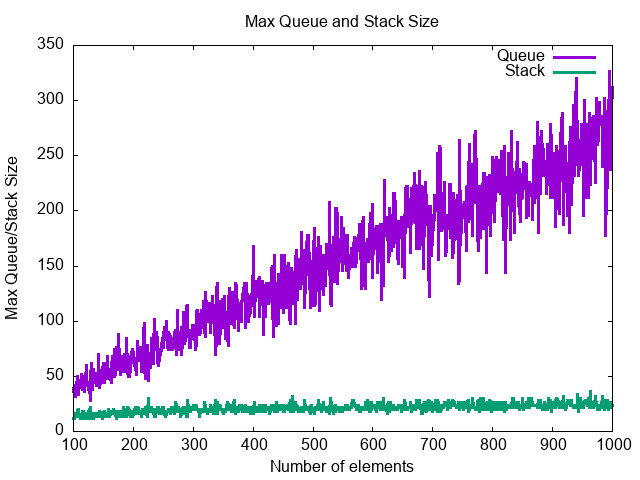 Max Queue and Stack Size
350
300
250
200
150
100
50
0
Max Queue/Stack Size
Queue
Stack
100 200 300 400 500 600 700 800 900 1000
Number of elements